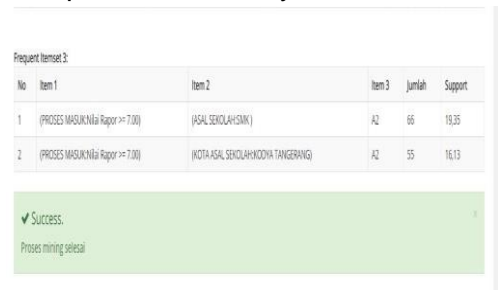 Frequent Itemset 3:
No Item 1 Item 2 Item 3 Jumlah Support
1 (PROSES MASUK:Nilai Rapor >= 7.00) (ASAL SEKOLAH:SMK ) A2 66 19,35
2 (PROSES MASUK:Nilai Rapor >= 7.00) (KOTA ASAL SEKOLAH:KODYA TANGERANG) A2 55 16,13
✔ Success.
Proses mining selesai